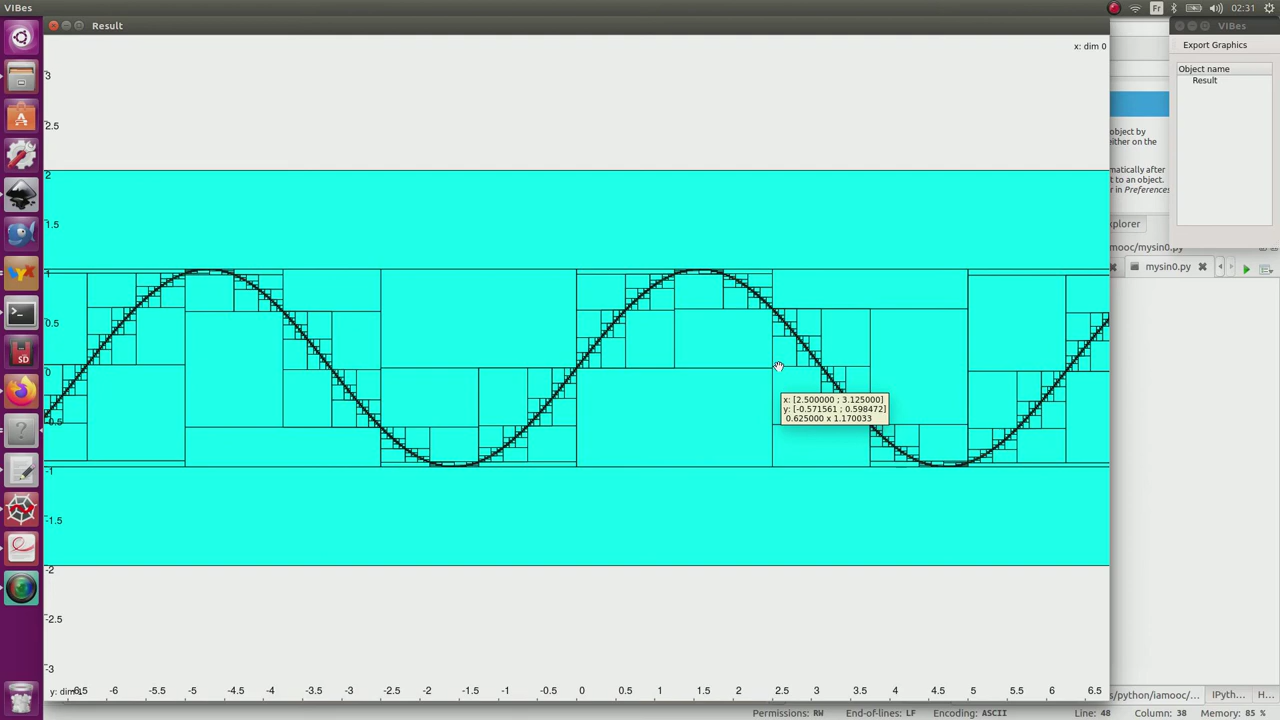 VIBes
Fr
02:31
Result
VIBes
x: dim 0
Export Graphics
Object name
Result
3
2.5
2
1.5
1
0.5
0
-0.5
-1
-1.5
-2
-2.5
-3
x: [2.500000 ; 3.125000]
y: [-0.571561 ; 0.598472]
0.625000 x 1.170033
object by
either on the
matically after
t to an object.
r in Preferences
xplorer
/iamooc/mysin0.py
mysin0.py
SD
y: dim 1
-6.5 -6 -5.5 -5 -4.5 -4 -3.5 -3 -2.5 -2 -1.5 -1 -0.5 0 0.5 1 1.5 2 2.5 3 3.5 4 4.5 5 5.5 6 6.5
s/python/iamooc/... IPyth... H...
Permissions: RW End-of-lines: LF Encoding: ASCII Line: 48 Column: 38 Memory: 85 %